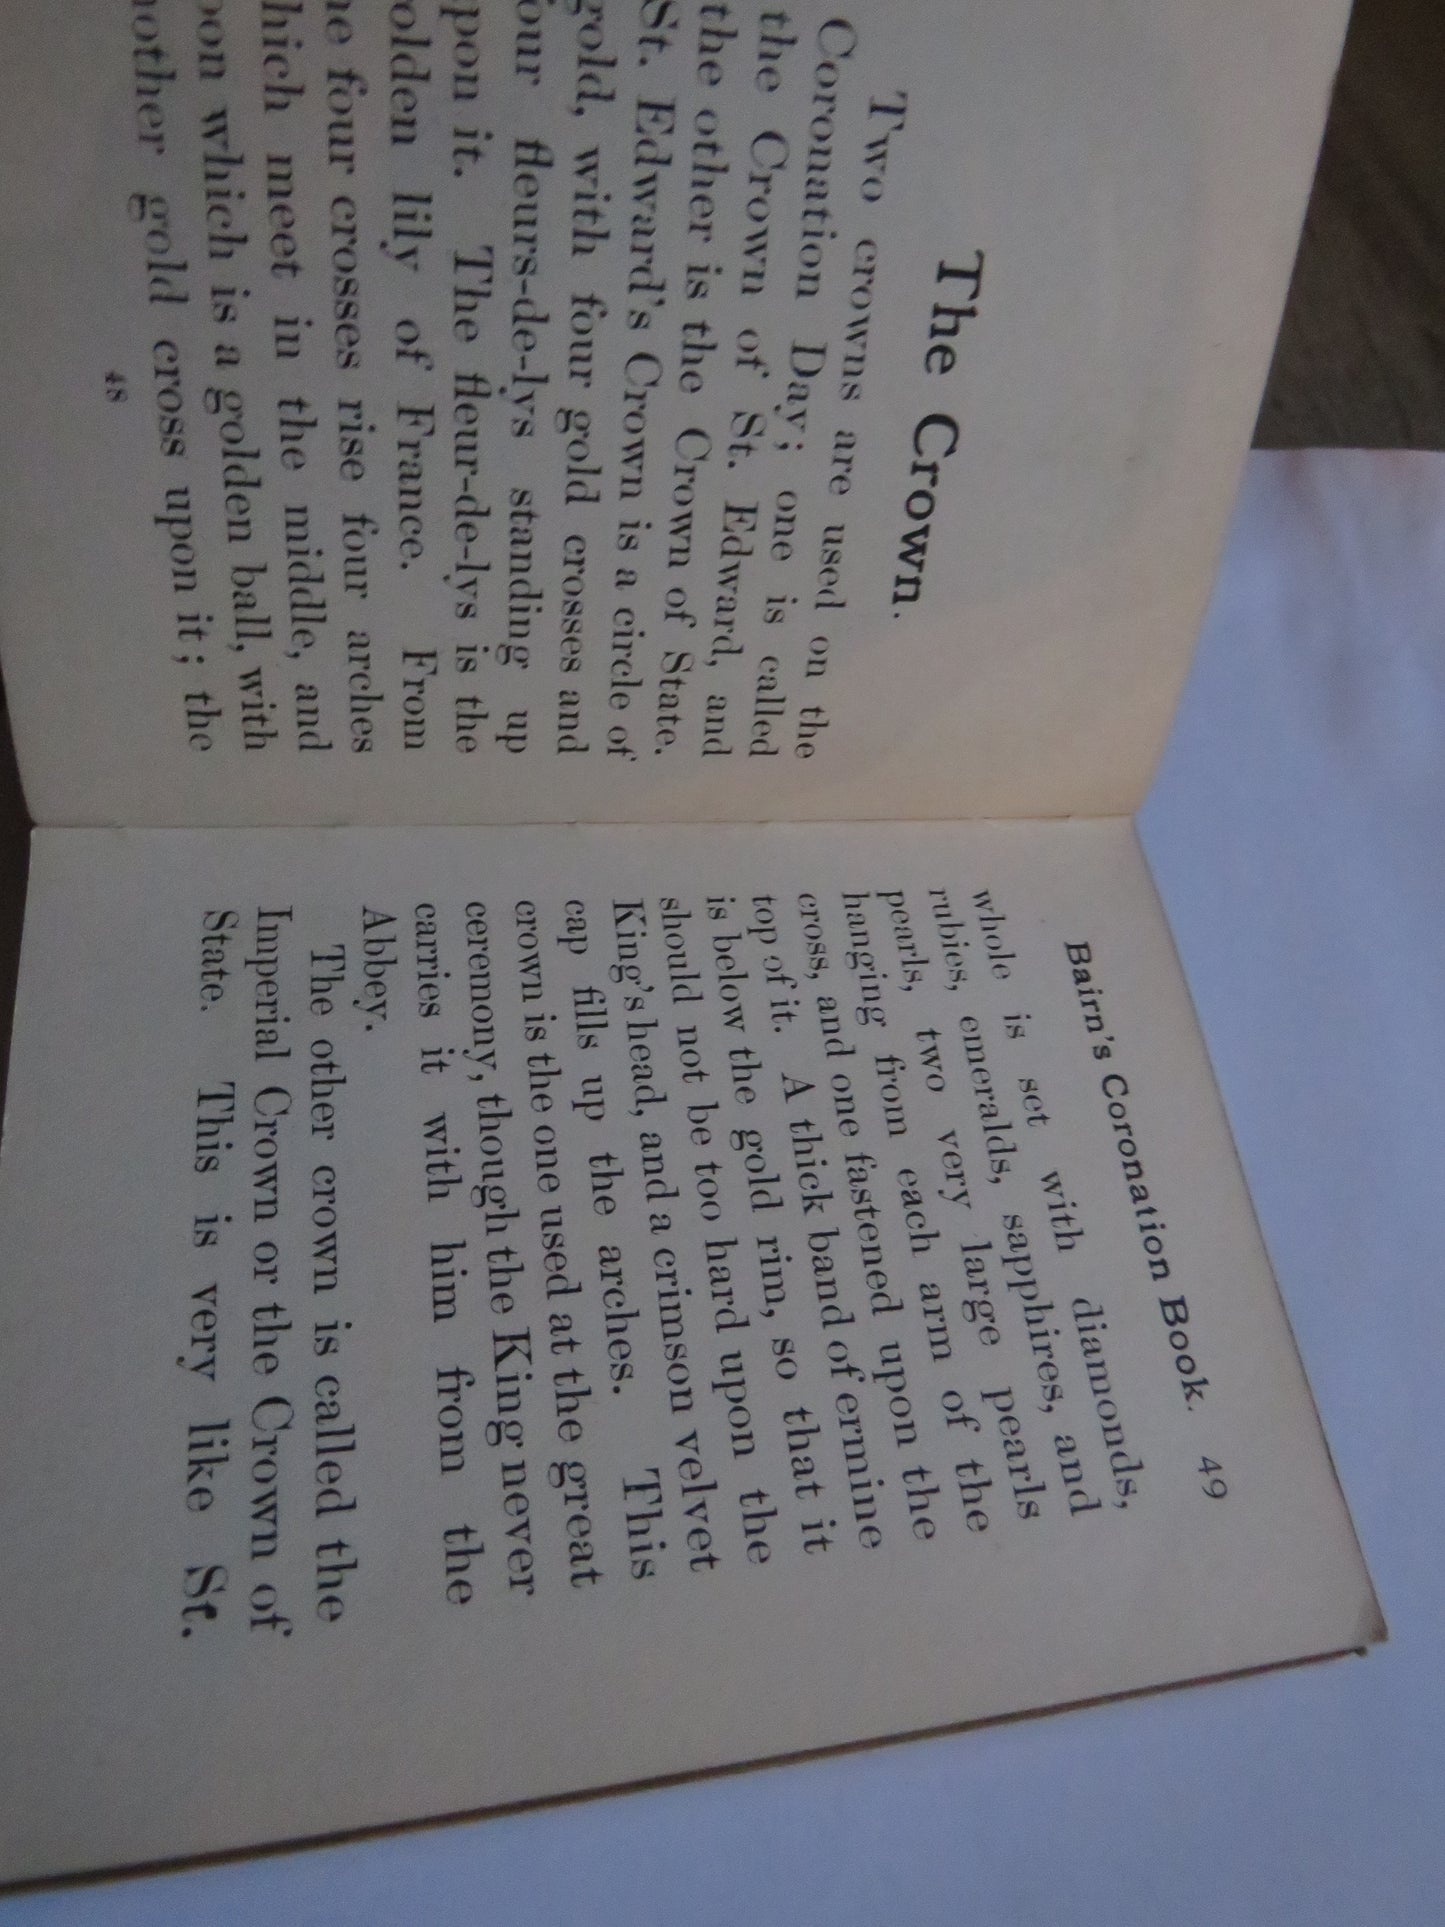 The Crown.
Two crowns are used on the
Coronation Day; one is called
the Crown of St. Edward, and
the other is the Crown of State.
St. Edward's Crown is a circle of
gold, with four gold crosses and
our fleurs-de-lys standing up
pon it. The fleur-de-lys is the
olden lily of France. From
he four crosses rise four arches
hich meet in the middle, and
pon which is a golden ball, with
nother gold cross upon it; the
48
Bairn's Coronation Book. 49
whole is set with diamonds,
rubies, emeralds, sapphires, and
pearls, two very large pearls
hanging from each arm of the
cross, and one fastened upon the
top of it. A thick band of ermine
is below the gold rim, so that it
should not be too hard upon the
King's head, and a crimson velvet
cap fills up the arches. This
crown is the one used at the great
ceremony, though the King never
carries it with him from the
Abbey.
The other crown is called the
Imperial Crown or the Crown of
State. This is very like St.